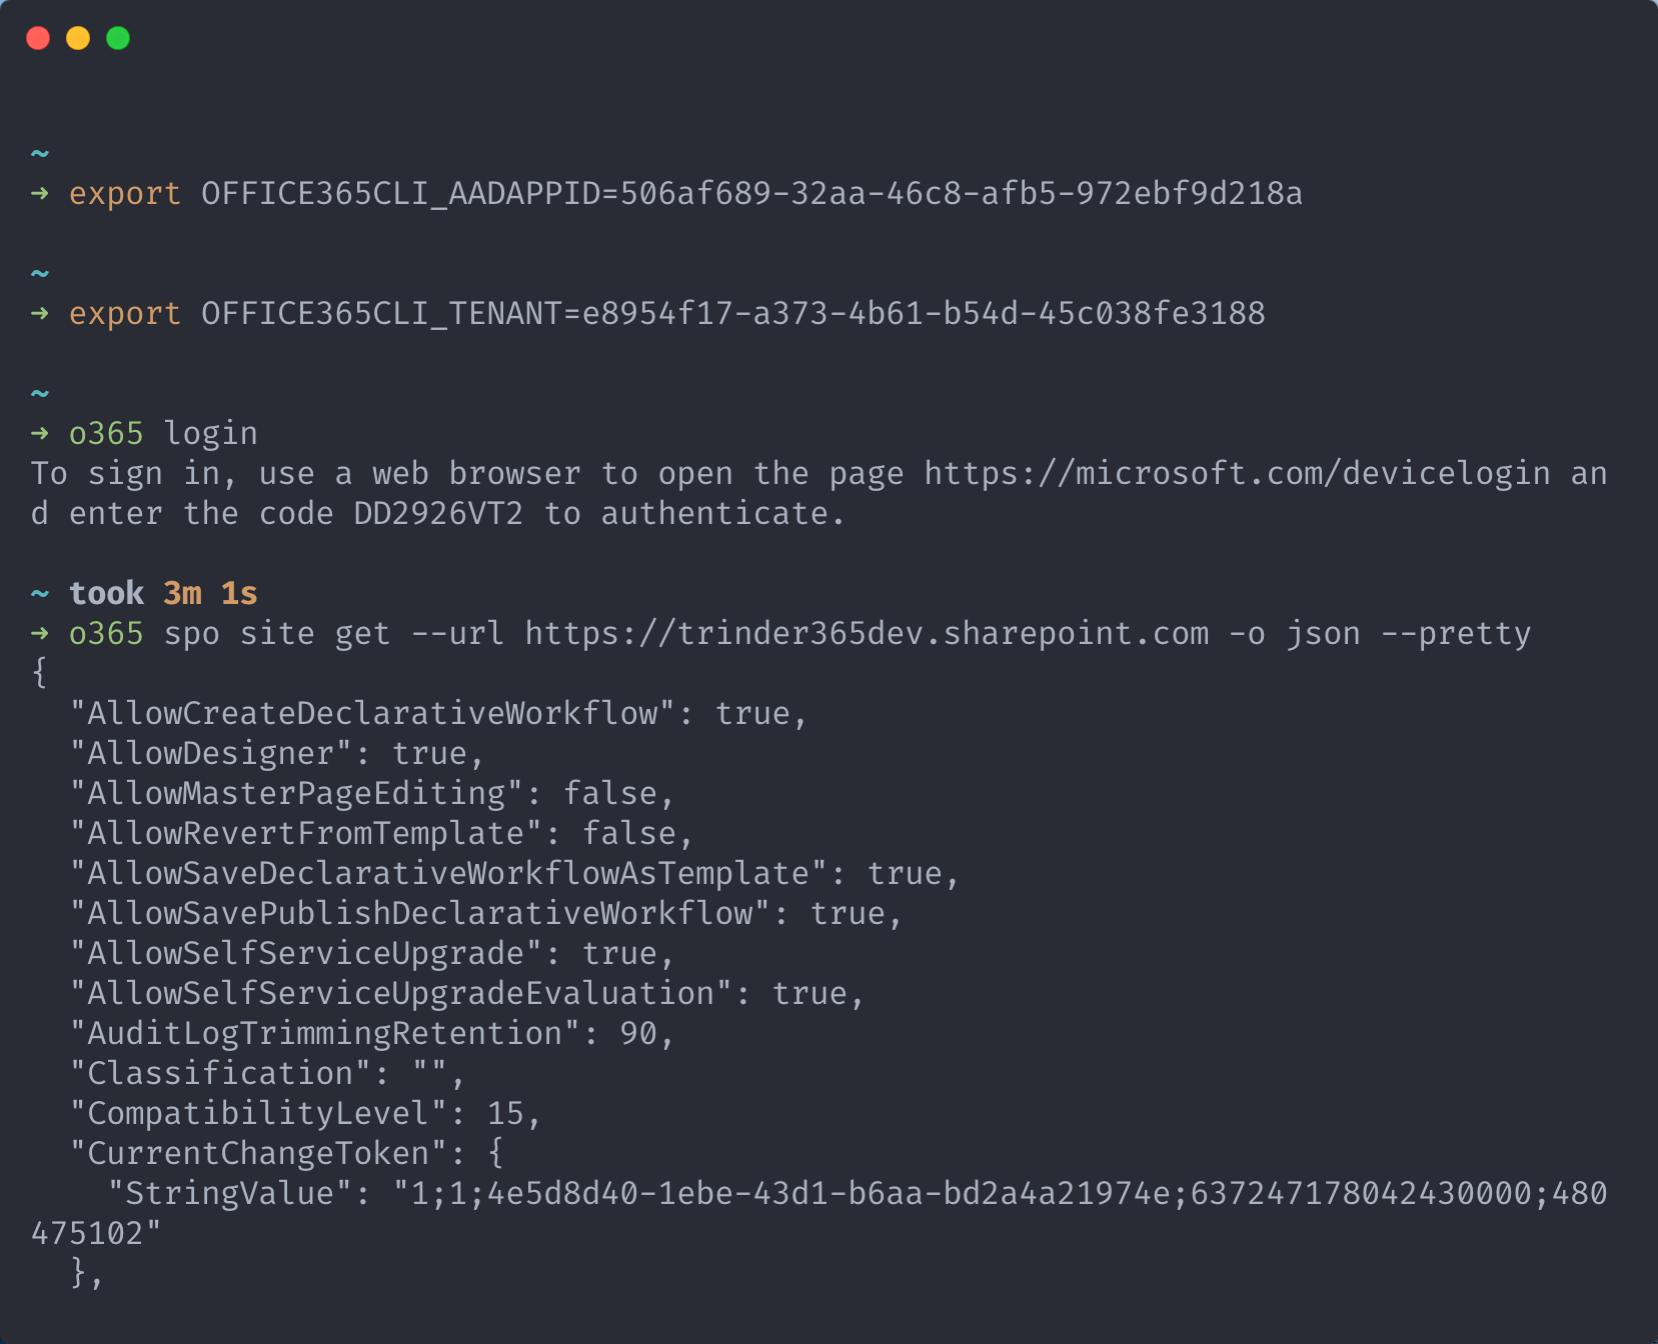 ~
→ export OFFICE365CLI_AADAPPID=506af689-32aa-46c8-afb5-972ebf9d218a
~
→ export OFFICE365CLI_TENANT=e8954f17-a373-4b61-b54d-45c038fe3188
~
→ o365 login
To sign in, use a web browser to open the page https://microsoft.com/devicelogin an
d enter the code DD2926VT2 to authenticate.
~ took 3m 1s
→ o365 spo site get --url https://trinder365dev.sharepoint.com -o json --pretty
{
  "AllowCreateDeclarativeWorkflow": true,
  "AllowDesigner": true,
  "AllowMasterPageEditing": false,
  "AllowRevertFromTemplate": false,
  "AllowSaveDeclarativeWorkflowAsTemplate": true,
  "AllowSavePublishDeclarativeWorkflow": true,
  "AllowSelfServiceUpgrade": true,
  "AllowSelfServiceUpgradeEvaluation": true,
  "AuditLogTrimmingRetention": 90,
  "Classification": "",
  "CompatibilityLevel": 15,
  "CurrentChangeToken": {
    "StringValue": "1;1;4e5d8d40-1ebe-43d1-b6aa-bd2a4a21974e;637247178042430000;480
475102"
  },